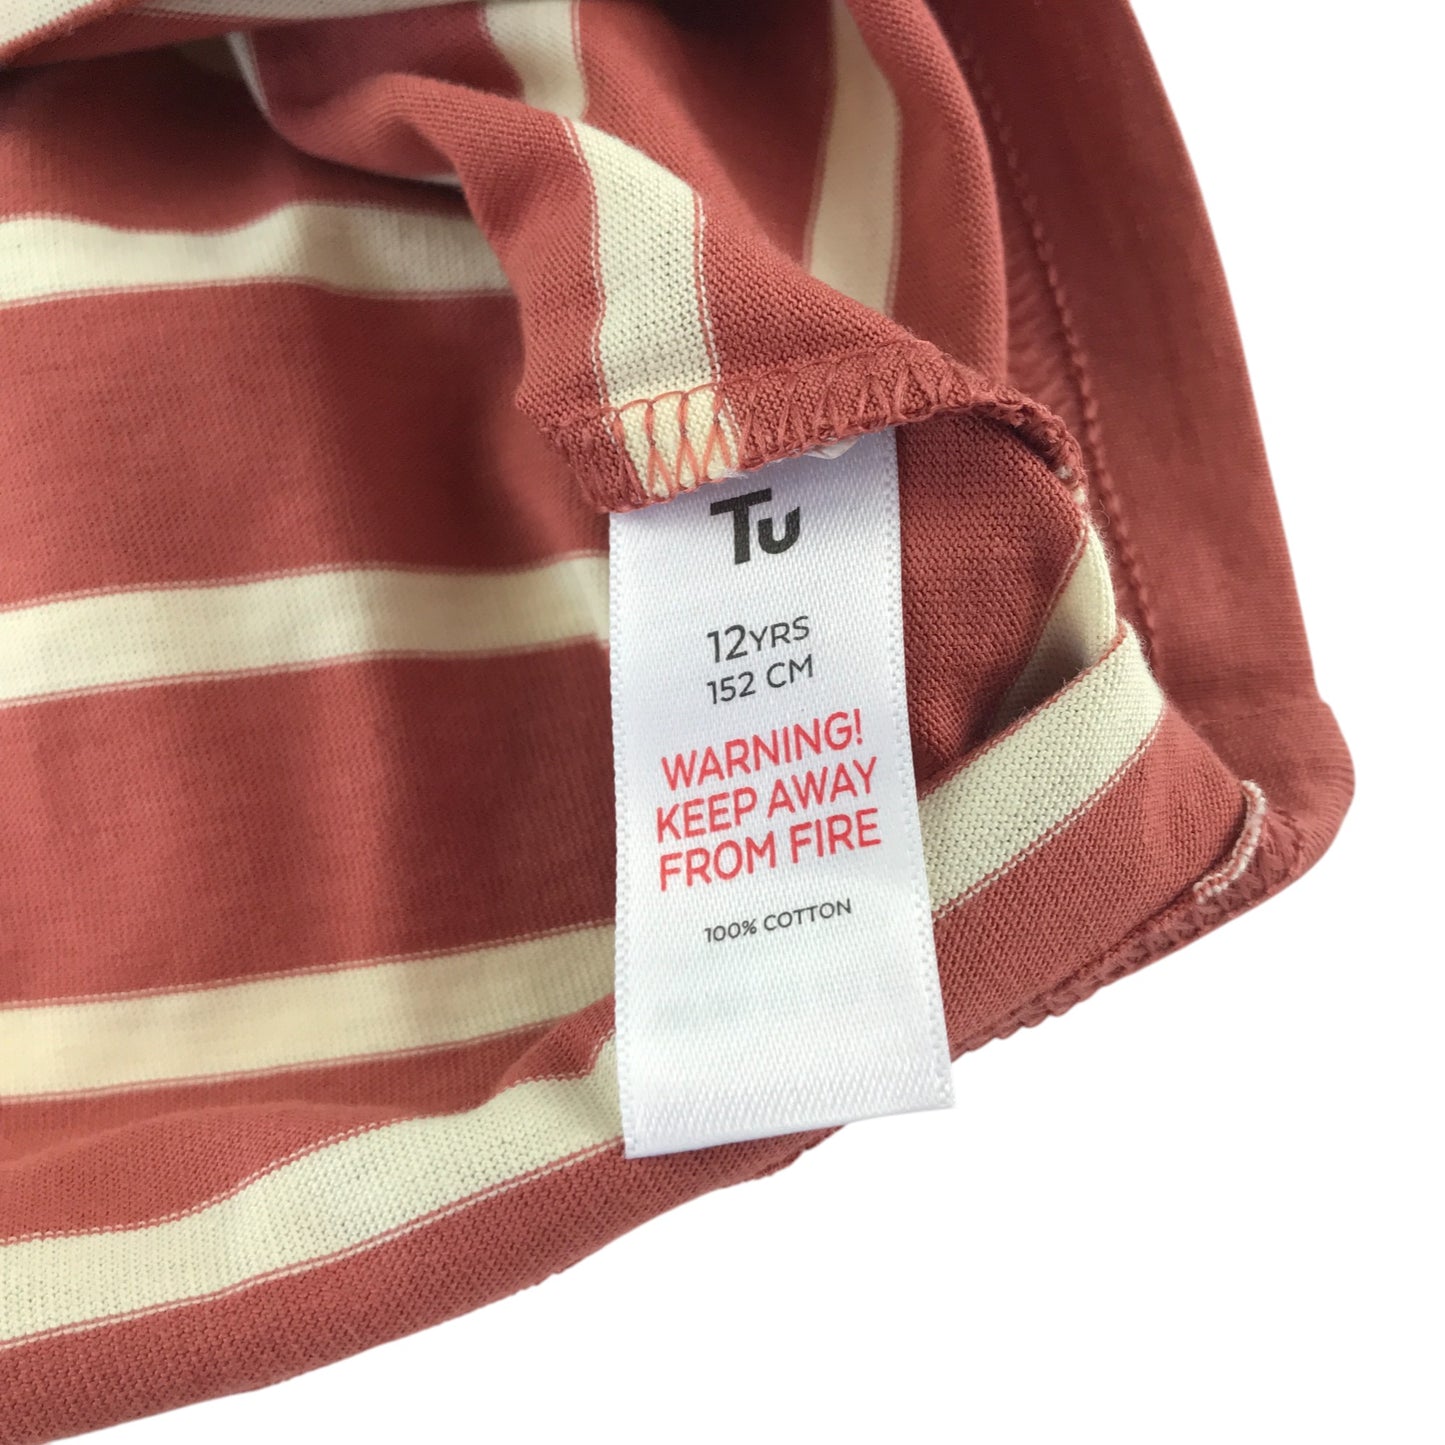 Tu
12YRS
152 CM
WARNING!
KEEP AWAY
FROM FIRE
100% COTTON